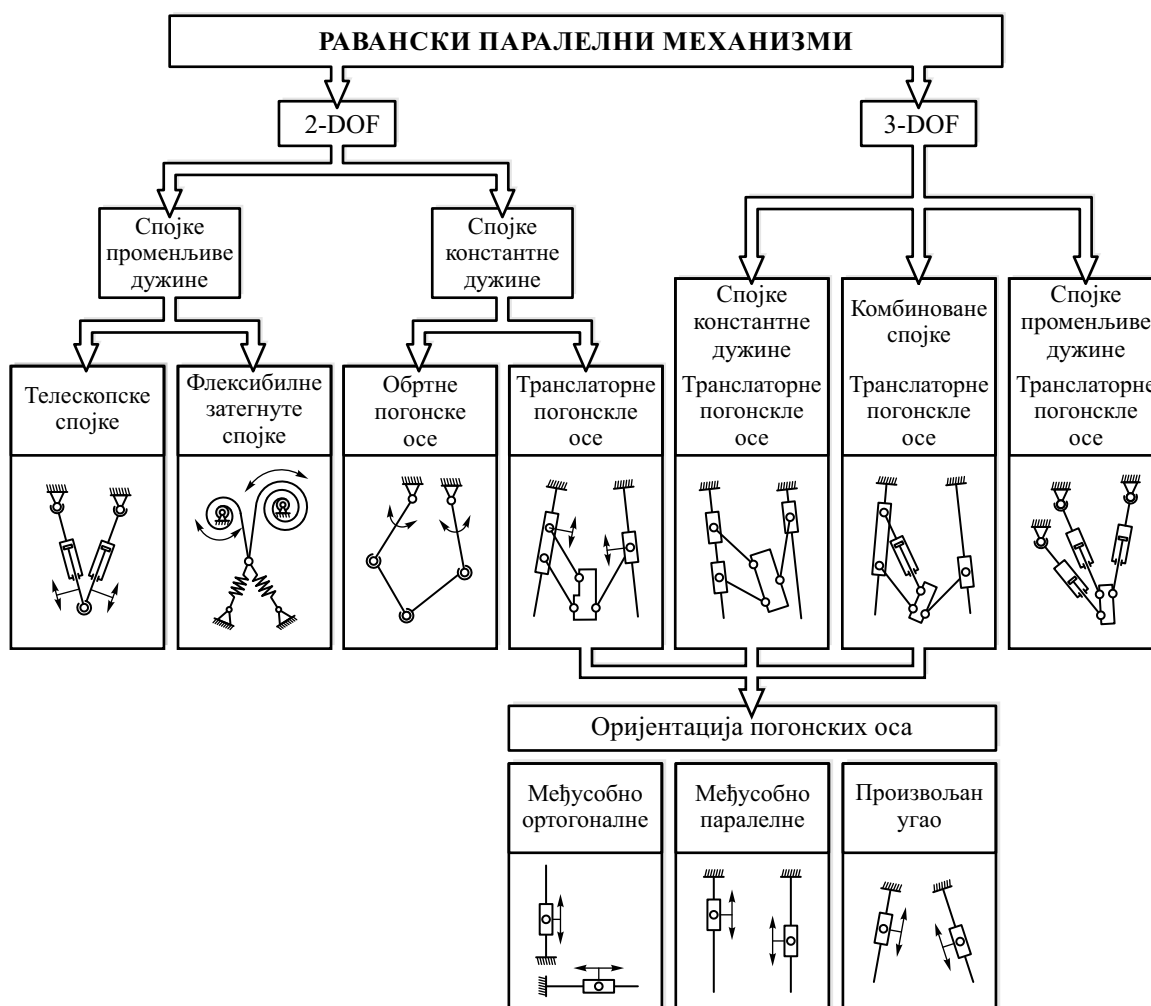 РАВАНСКИ ПАРАЛЕЛНИ МЕХАНИЗМИ
2-DOF
3-DOF
Спојке
променљиве
дужине
Спојке
константне
дужине
Телескопске
спојке
Флексибилне
затегнуте
спојке
Обртне
погонске
осе
Транслаторне
погонскле
осе
Спојке
константне
дужине
Транслаторне
погонскле
осе
Комбиноване
спојке
Транслаторне
погонскле
осе
Спојке
променљиве
дужине
Транслаторне
погонскле
осе
Оријентација погонских оса
Међусобно
ортогоналне
Међусобно
паралелне
Произвољан
угао